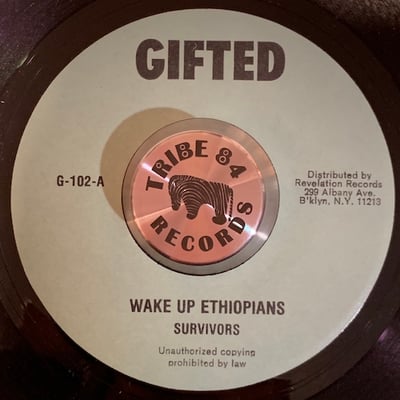 GIFTED
G-102-A
TRIBE 84
RECORDS
Distributed by
Revelation Records
299 Albany Ave.
B'klyn, N.Y. 11213
WAKE UP ETHIOPIANS
SURVIVORS
Unauthorized copying
prohibited by law